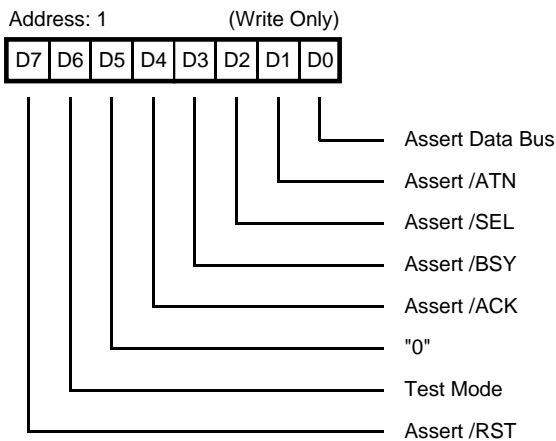 Address: 1 (Write Only)
D7 D6 D5 D4 D3 D2 D1 D0
Assert Data Bus
Assert /ATN
Assert /SEL
Assert /BSY
Assert /ACK
"0"
Test Mode
Assert /RST